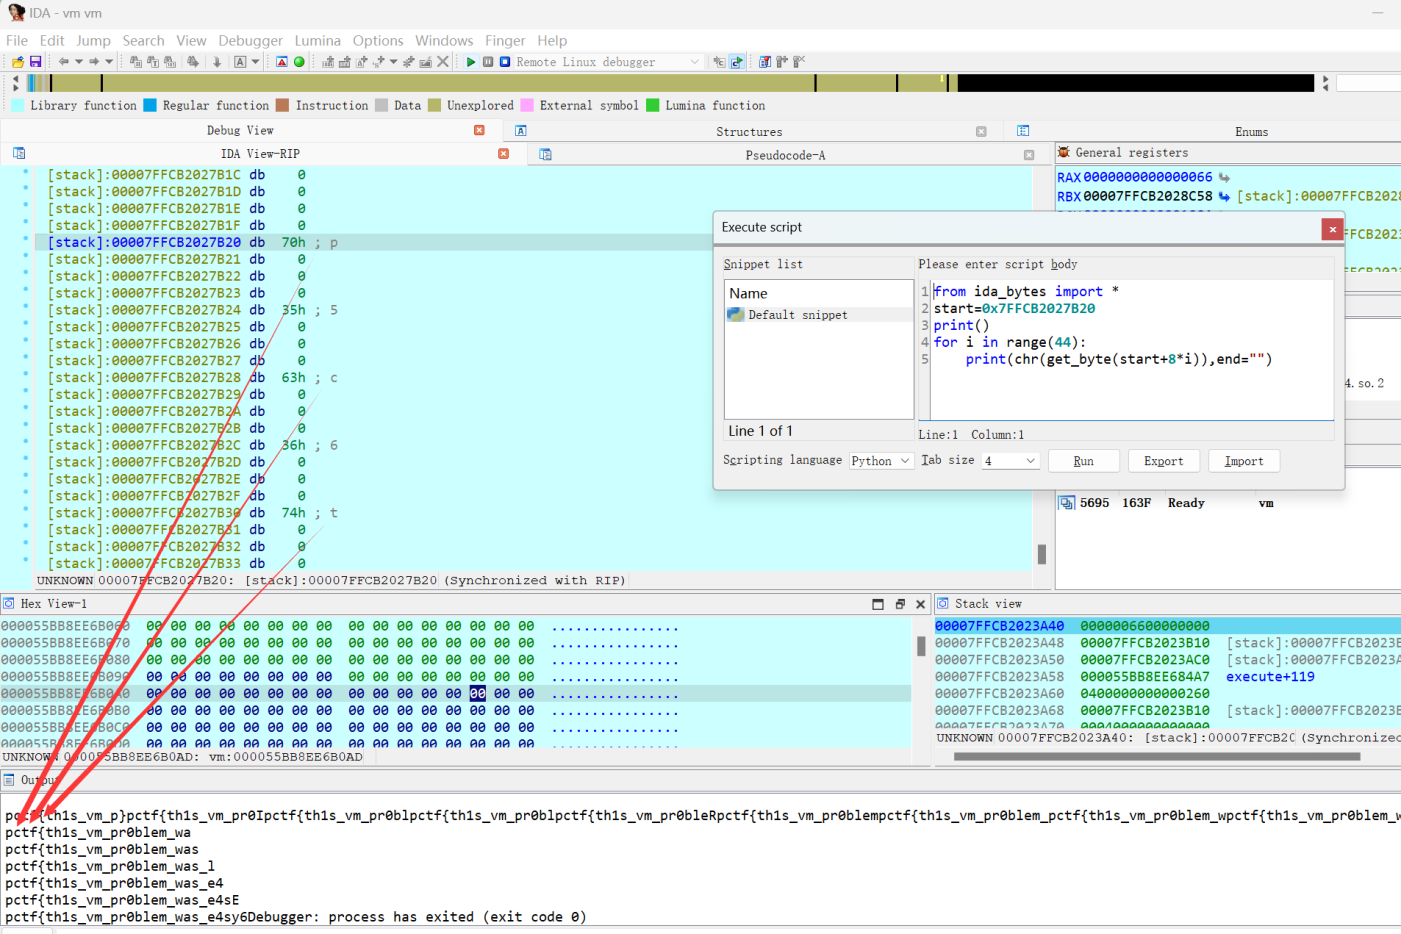 IDA - vm vm
File Edit Jump Search View Debugger Lumina Options Windows Finger Help
Remote Linux debugger
Library function Regular function Instruction Data Unexplored External symbol Lumina function
Debug View
Structures
Enums
IDA View-RIP
Pseudocode-A
General registers
[stack]:00007FFCB2027B1C db 0
[stack]:00007FFCB2027B1D db 0
[stack]:00007FFCB2027B1E db 0
[stack]:00007FFCB2027B1F db 0
[stack]:00007FFCB2027B20 db 70h ; p
[stack]:00007FFCB2027B21 db 0
[stack]:00007FFCB2027B22 db 0
[stack]:00007FFCB2027B23 db 0
[stack]:00007FFCB2027B24 db 35h ; 5
[stack]:00007FFCB2027B25 db 0
[stack]:00007FFCB2027B26 db 0
[stack]:00007FFCB2027B27 db 0
[stack]:00007FFCB2027B28 db 63h ; c
[stack]:00007FFCB2027B29 db 0
[stack]:00007FFCB2027B2A db 0
[stack]:00007FFCB2027B2B db 0
[stack]:00007FFCB2027B2C db 36h ; 6
[stack]:00007FFCB2027B2D db 0
[stack]:00007FFCB2027B2E db 0
[stack]:00007FFCB2027B2F db 0
[stack]:00007FFCB2027B30 db 74h ; t
[stack]:00007FFCB2027B31 db 0
[stack]:00007FFCB2027B32 db 0
[stack]:00007FFCB2027B33 db 0
UNKNOWN 00007FFCB2027B20: [stack]:00007FFCB2027B20 (Synchronized with RIP)
RAX 0000000000000066
RBX 00007FFCB2028C58 [stack]:00007FFCB2028
FFCB202
Execute script
Snippet list
Name
Default snippet
Line 1 of 1
Please enter script body
1 from ida_bytes import *
2 start=0x7FFCB2027B20
3 print()
4 for i in range(44):
5 print(chr(get_byte(start+8*i)),end="")
Line:1 Column:1
Scripting language Python Tab size 4 Run Export Import
4.so.2
5695 163F Ready vm
Hex View-1
000055BB8EE6B060 00 00 00 00 00 00 00 00 00 00 00 00 00 00 00 00 ................
000055BB8EE6B070 00 00 00 00 00 00 00 00 00 00 00 00 00 00 00 00 ................
000055BB8EE6B080 00 00 00 00 00 00 00 00 00 00 00 00 00 00 00 00 ................
000055BB8EE6B090 00 00 00 00 00 00 00 00 00 00 00 00 00 00 00 00 ................
000055BB8EE6B0A0 00 00 00 00 00 00 00 00 00 00 00 00 00 00 00 00 ................
000055BB8EE6B0B0 00 00 00 00 00 00 00 00 00 00 00 00 00 00 00 00 ................
000055BB8EE6B0C0 00 00 00 00 00 00 00 00 00 00 00 00 00 00 00 00 ................
000055BB8EE6B0D0 00 00 00 00 00 00 00 00 00 00 00 00 00 00 00 00 ................
UNKNOWN 000055BB8EE6B0AD: vm:000055BB8EE6B0AD
Stack view
00007FFCB2023A40 0000006600000000
00007FFCB2023A48 00007FFCB2023B10 [stack]:00007FFCB2023B
00007FFCB2023A50 00007FFCB2023AC0 [stack]:00007FFCB2023A
00007FFCB2023A58 000055BB8EE684A7 execute+119
00007FFCB2023A60 0400000000000260
00007FFCB2023A68 00007FFCB2023B10 [stack]:00007FFCB2023B
00007FFCB2023A70 0004000000000000
UNKNOWN 00007FFCB2023A40: [stack]:00007FFCB20 (Synchronized
Output
pctf{th1s_vm_p}pctf{th1s_vm_pr0Ipctf{th1s_vm_pr0blpctf{th1s_vm_pr0blpctf{th1s_vm_pr0bleRpctf{th1s_vm_pr0blempctf{th1s_vm_pr0blem_pctf{th1s_vm_pr0blem_wpctf{th1s_vm_pr0blem_w
pctf{th1s_vm_pr0blem_wa
pctf{th1s_vm_pr0blem_was
pctf{th1s_vm_pr0blem_was_l
pctf{th1s_vm_pr0blem_was_e4
pctf{th1s_vm_pr0blem_was_e4sE
pctf{th1s_vm_pr0blem_was_e4sy6Debugger: process has exited (exit code 0)